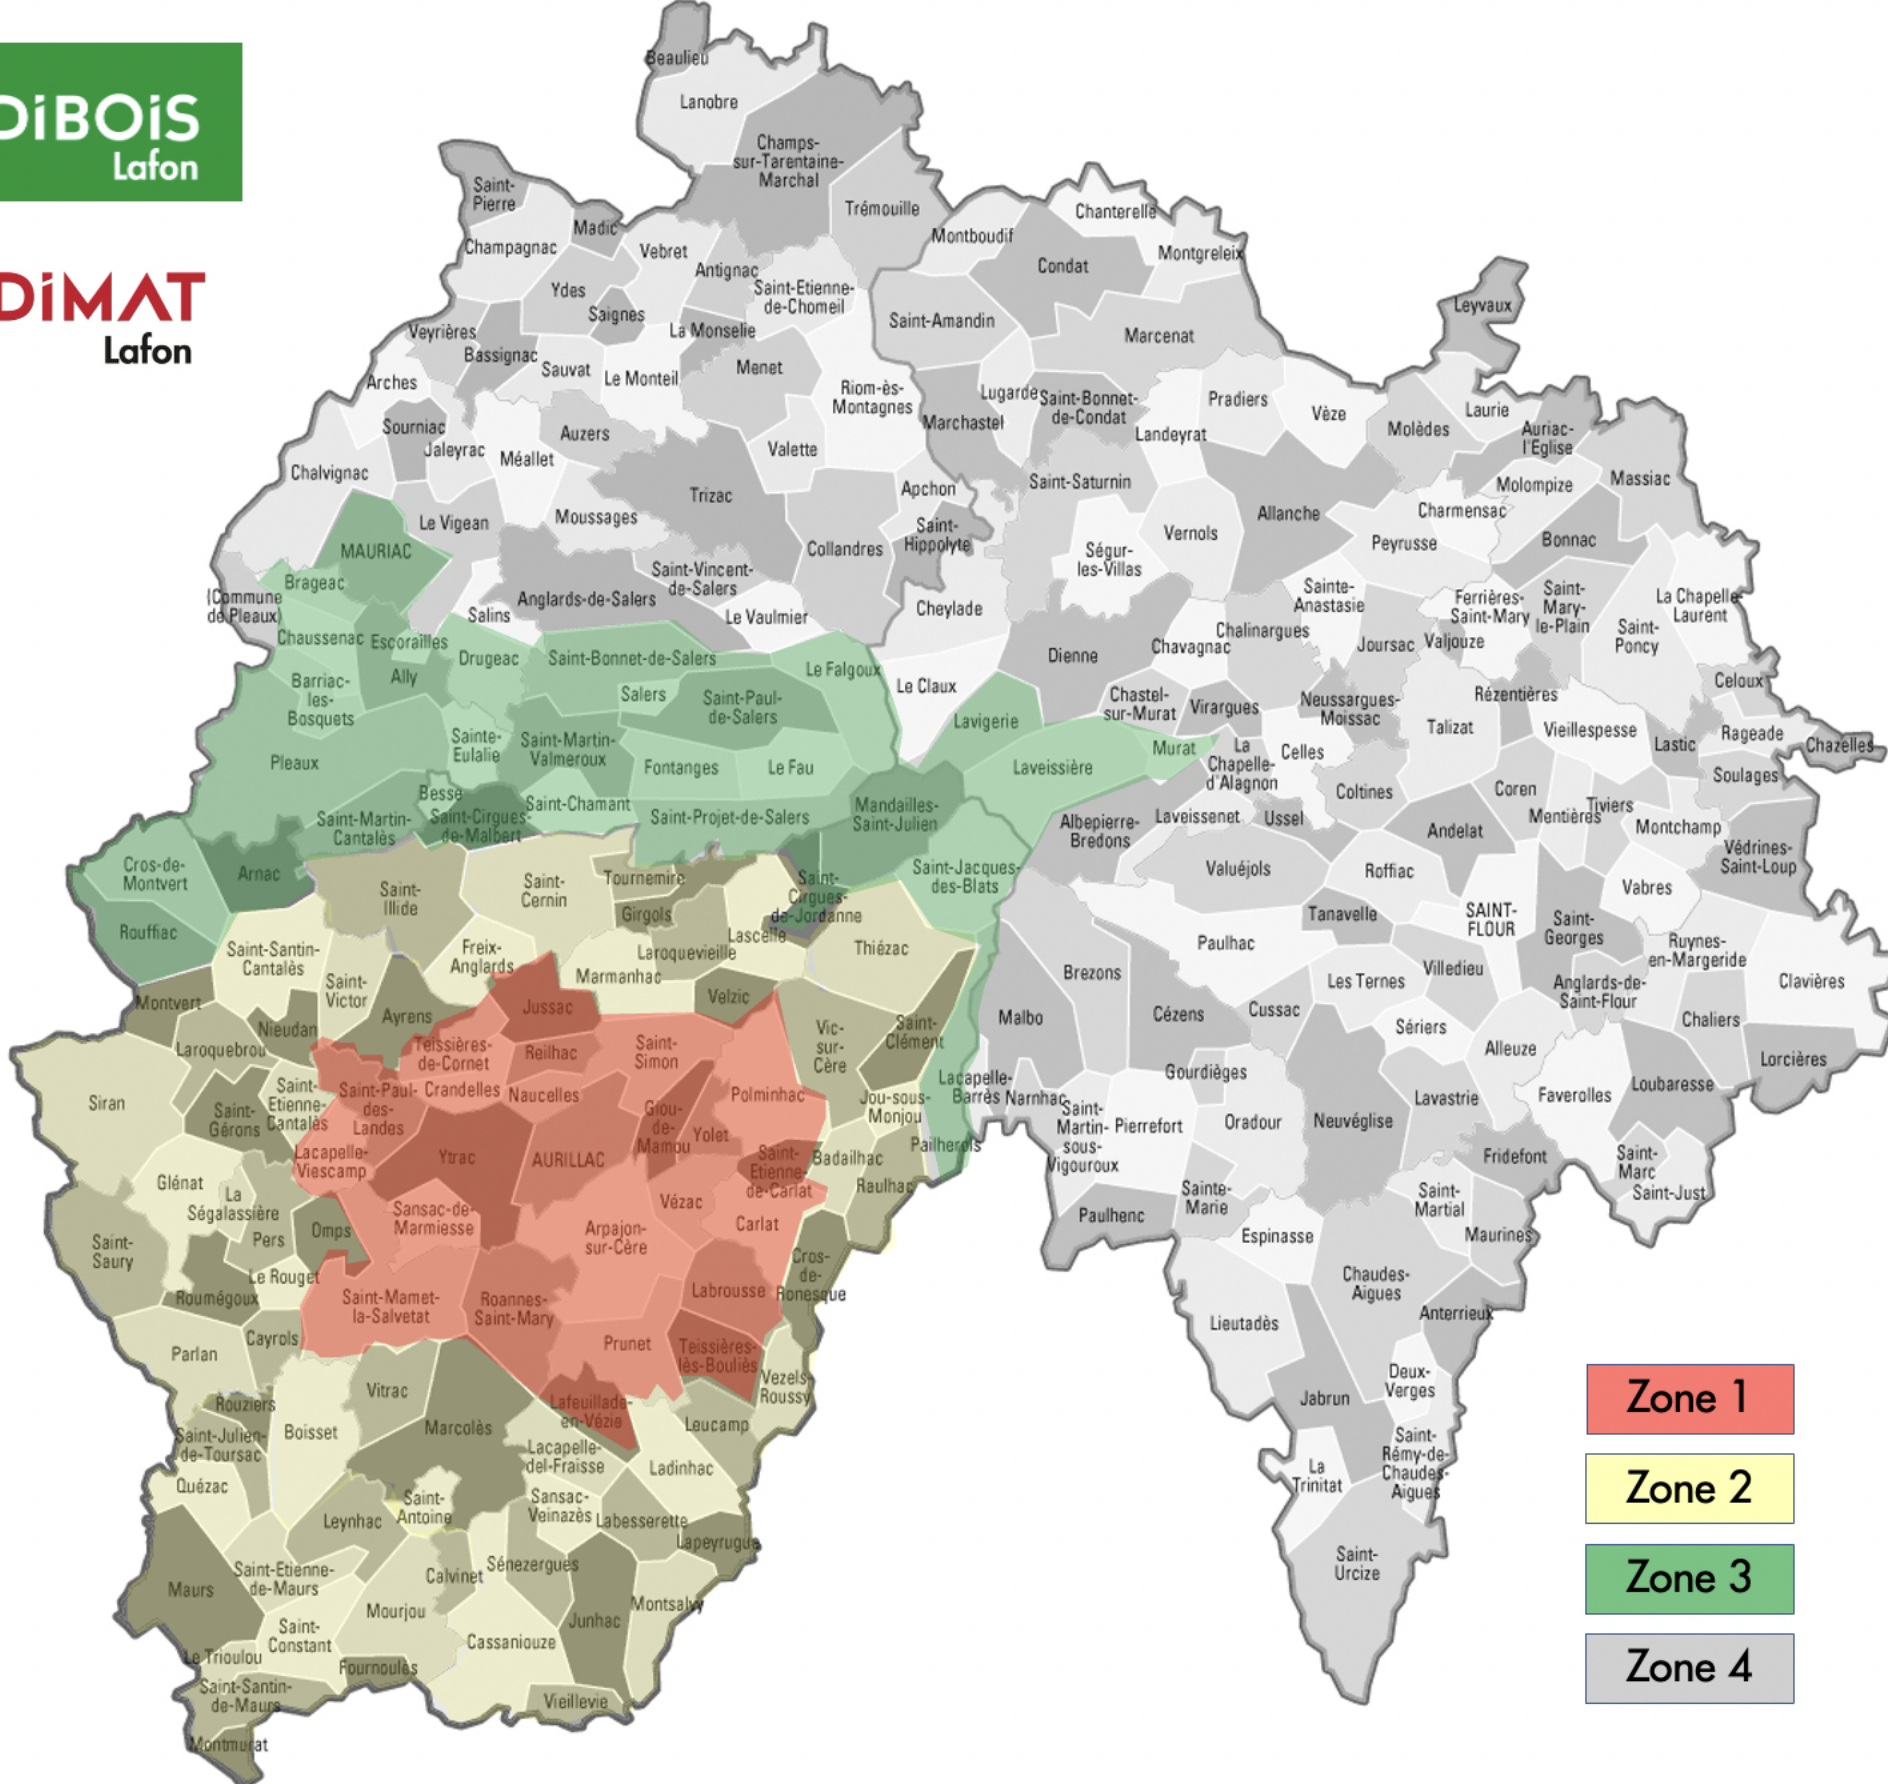 DiBOiS
Lafon
DiMAT
Lafon
Beaulieu
Lanobre
Champs-
sur-Tarentaine-
Marchal
Trémouille
Saint-
Pierre
Madic
Champagnac
Vebret
Antignac
Ydes
Saignes
Saint-Etienne-
de-Chomeil
La Monselie
Veyrières
Bassignac
Sauvat
Le Monteil
Menet
Arches
Sourniac
Jaleyrac
Méallet
Auzers
Riom-ès-
Montagnes
Valette
Chalvignac
Trizac
Apchon
Le Vigean
Moussages
Collandres
Saint-
Hippolyte
MAURIAC
Brageac
(Commune
de Pleaux)
Salins
Anglards-de-Salers
Saint-Vincent-
de-Salers
Le Vaulmier
Cheylade
Montboudif
Chanterelle
Condat
Montgreleix
Saint-Amandin
Marcenat
Marchastel
Lugarde
Saint-Bonnet-
de-Condat
Landeyrat
Pradiers
Vèze
Saint-Saturnin
Ségur-
les-Villas
Vernols
Allanche
Leyvaux
Molèdes
Laurie
Auriac-
l'Eglise
Molompize
Massiac
Charmensac
Peyrusse
Bonnac
Sainte-
Anastasie
Ferrières-
Saint-Mary
Saint-
Mary-
le-Plain
La Chapelle-
Laurent
Saint-
Poncy
Chalinargues
Chavagnac
Joursac
Valjouze
Dienne
Chaussenac
Escorailles
Drugeac
Saint-Bonnet-de-Salers
Le Falgoux
Le Claux
Ally
Barriac-
les-
Bosquets
Salers
Saint-Paul-
de-Salers
Lavigerie
Chastel-
sur-Murat
Virargues
Neussargues-
Moissac
Talizat
Rézentières
Vieillespesse
Celoux
Lastic
Rageade
Chazelles
Soulages
Pleaux
Sainte-
Eulalie
Saint-Martin-
Valmeroux
Fontanges
Le Fau
Laveissière
Murat
La
Chapelle-
d'Alagnon
Celles
Coltines
Coren
Mentières
Tiviers
Montchamp
Védrines-
Saint-Loup
Besse
Saint-Martin-
Cantalès
Saint-Cirgues-
de-Malbert
Saint-Chamant
Saint-Projet-de-Salers
Mandailles-
Saint-Julien
Albepierre-
Bredons
Laveissenet
Ussel
Andelat
Valuéjols
Roffiac
Vabres
Cros-de-
Montvert
Arnac
Rouffiac
Saint-
Illide
Saint-
Cernin
Tournemire
Girgols
Saint-
Cirgues-
de-Jordanne
Lascelle
Saint-Jacques-
des-Blats
Thiézac
Tanavelle
SAINT-
FLOUR
Saint-
Georges
Ruynes-
en-Margeride
Clavières
Paulhac
Les Ternes
Villedieu
Anglards-de-
Saint-Flour
Chaliers
Brezons
Cézens
Cussac
Sériers
Alleuze
Lorcières
Malbo
Saint-Santin-
Cantalès
Saint-
Victor
Freix-
Anglards
Laroquevieille
Marmanhac
Montvert
Nieudan
Ayrens
Jussac
Velzic
Vic-
sur-
Cère
Saint-
Clément
Laroquebrou
Teissières-
de-Cornet
Reilhac
Saint-
Simon
Siran
Saint-
Gérons
Saint-
Etienne-
Cantalès
Saint-Paul-
des-
Landes
Crandelles
Naucelles
Giou-
de-
Mamou
Polminhac
Yolet
Jou-sous-
Monjou
Lacapelle-
Barrès
Narnhac
Saint-
Martin-
sous-
Vigouroux
Pierrefort
Gourdièges
Oradour
Neuvéglise
Lavastrie
Faverolles
Loubaresse
Fridefont
Saint-
Marc
Saint-Just
Pailherols
Badailhac
Raulhac
Lacapelle-
Viescamp
Ytrac
AURILLAC
Saint-
Etienne-
de-Carlat
Glénat
La
Ségalassière
Pers
Omps
Sansac-de-
Marmiesse
Vézac
Carlat
Arpajon-
sur-Cère
Cros-
de-
Ronesque
Saint-
Saury
Roumégoux
Le Rouget
Saint-Mamet-
la-Salvetat
Roannes-
Saint-Mary
Labrousse
Prunet
Teissières-
lès-Bouliès
Parlan
Cayrols
Paulhenc
Sainte-
Marie
Espinasse
Saint-
Martial
Maurines
Chaudes-
Aigues
Anterrieux
Lieutadès
Deux-
Verges
Jabrun
Saint-
Rémy-de-
Chaudes-
Aigues
La
Trinitat
Saint-
Urcize
Rouziers
Vitrac
Boisset
Marcolès
Lafeuillade-
en-Vézie
Vezels-
Roussy
Leucamp
Saint-Julien-
de-Toursac
Quézac
Lacapelle-
del-Fraisse
Ladinhac
Saint-
Antoine
Leynhac
Sansac-
Veinazès
Labesserette
Lapeyrugue
Maurs
Saint-Etienne-
de-Maurs
Calvinet
Sénezergues
Saint-
Constant
Mourjou
Junhac
Montsalvy
Cassaniouze
Le Trioulou
Fournoulès
Saint-Santin-
de-Maurs
Vieillevie
Montmurat
Zone 1
Zone 2
Zone 3
Zone 4